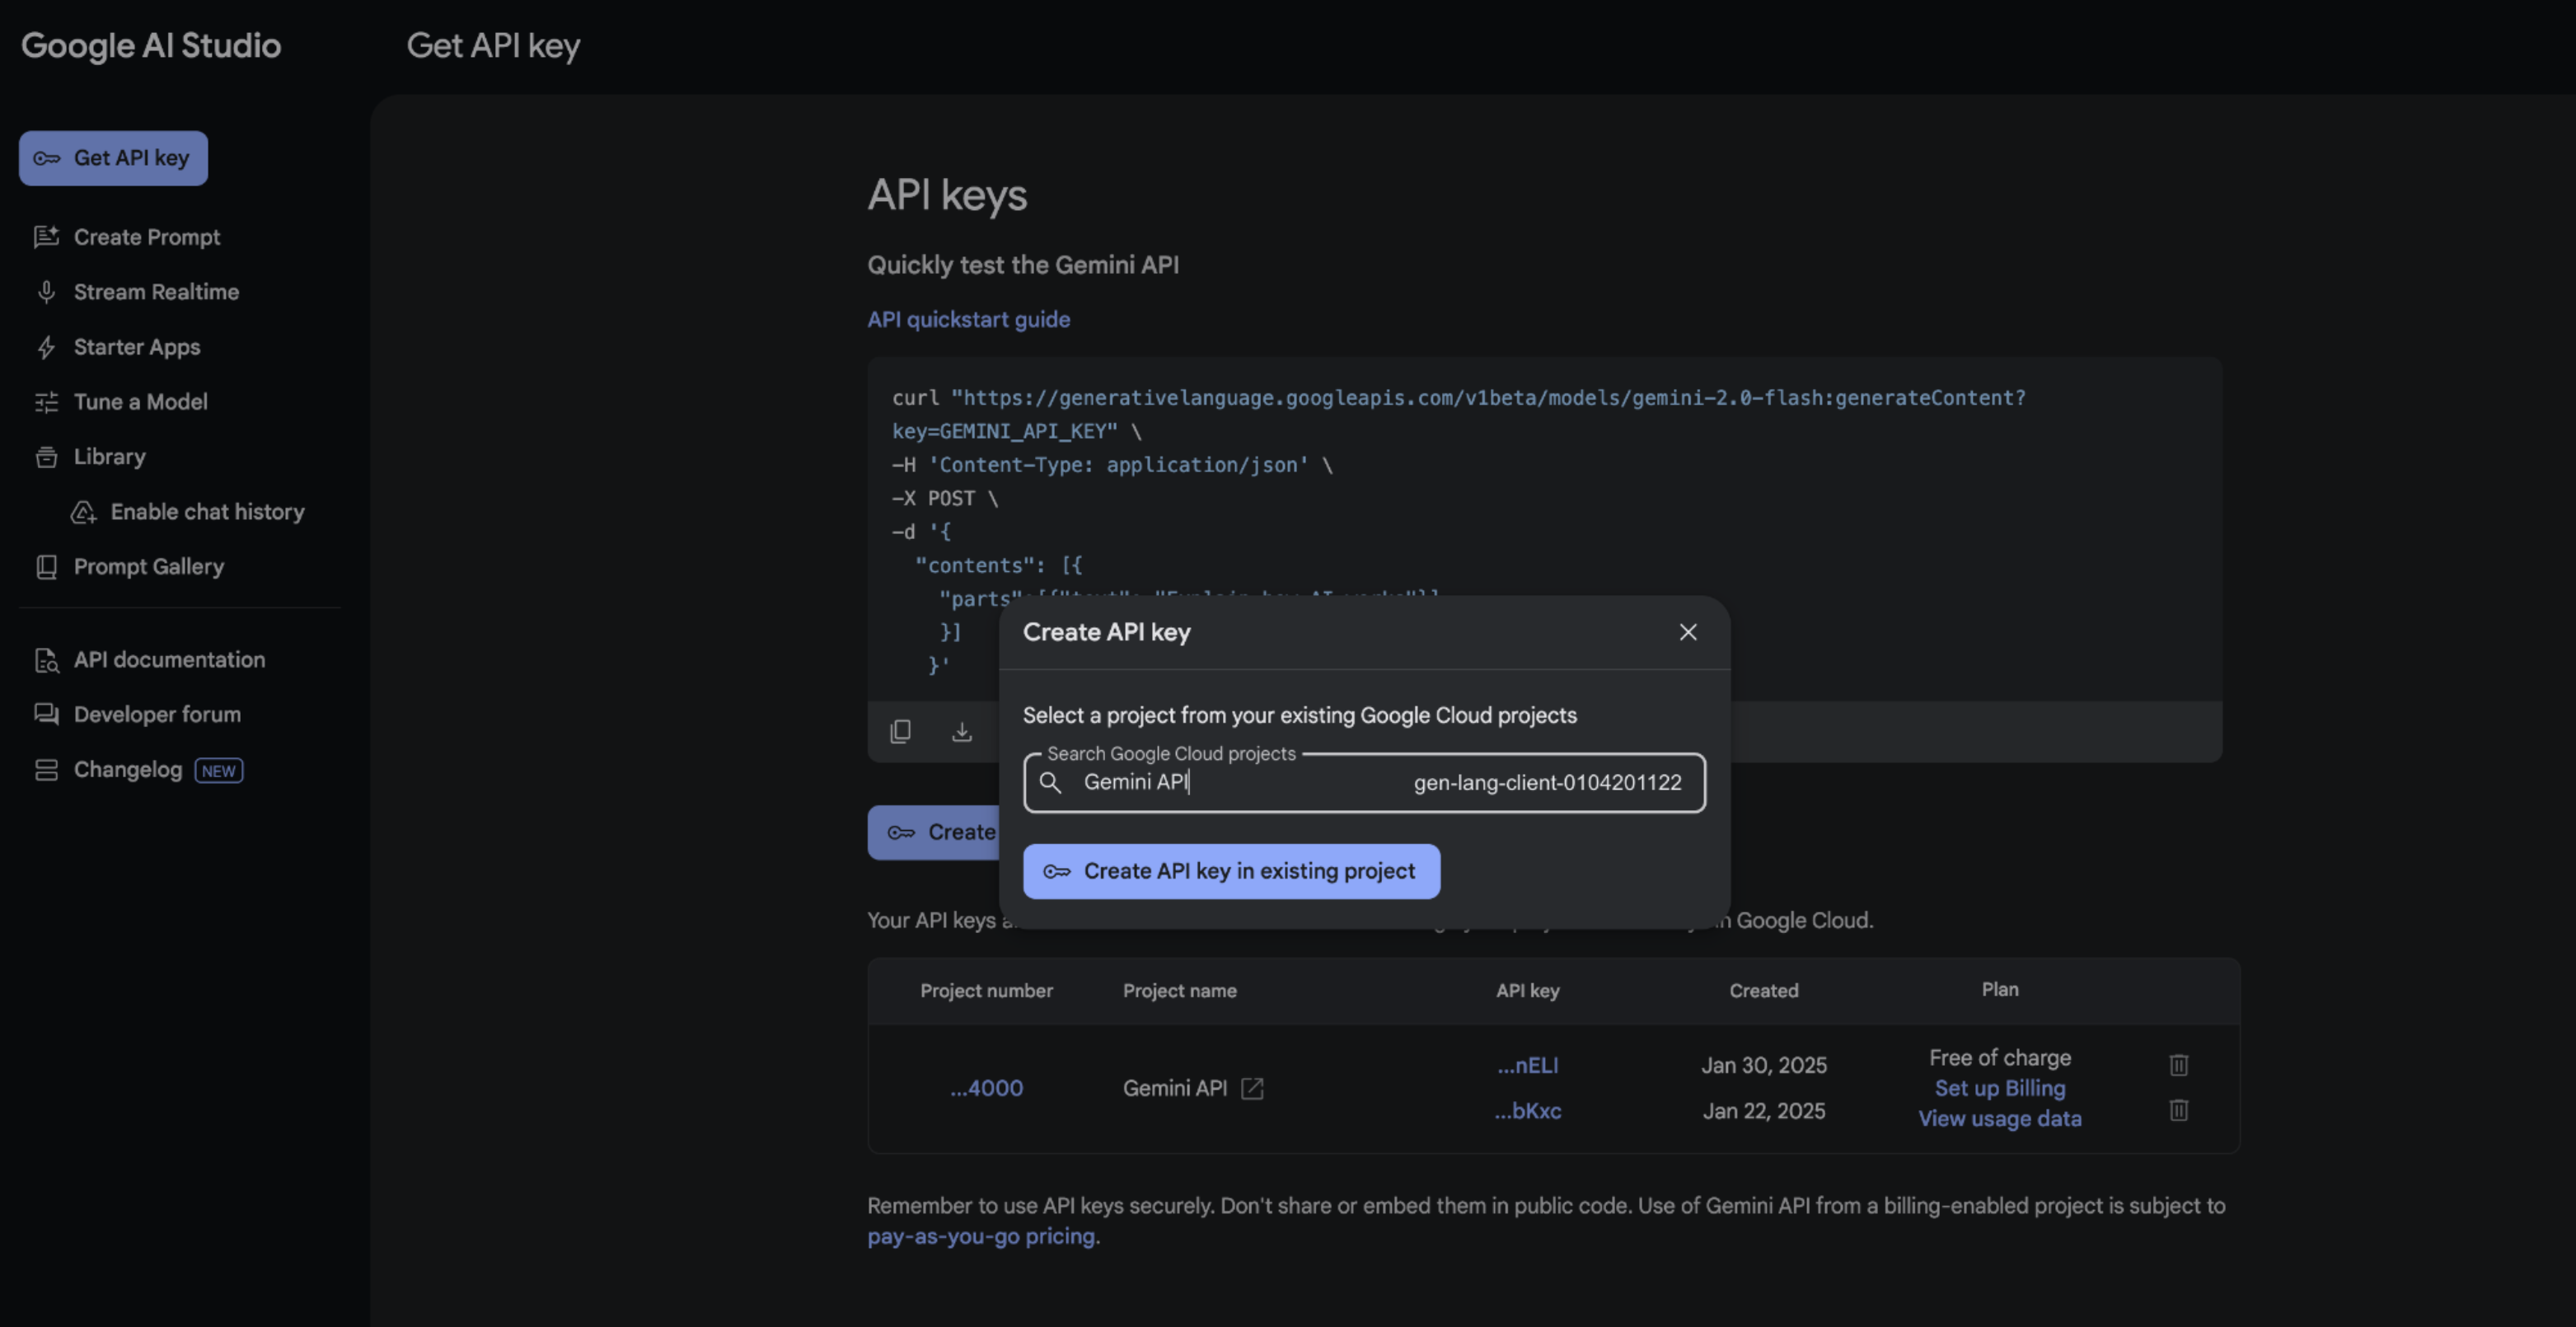 Google AI Studio
Get API key
Get API key
Create Prompt
Stream Realtime
Starter Apps
Tune a Model
Library
Enable chat history
Prompt Gallery
API documentation
Developer forum
Changelog NEW
API keys
Quickly test the Gemini API
API quickstart guide
curl "https://generativelanguage.googleapis.com/v1beta/models/gemini-2.0-flash:generateContent?
key=GEMINI_API_KEY" \
-H 'Content-Type: application/json' \
-X POST \
-d '{
"contents": [{
"parts":[{"text": "Explain how AI works"}]
}]
}'
Create API key
Select a project from your existing Google Cloud projects
Search Google Cloud projects
Gemini API gen-lang-client-0104201122
Create API key in existing project
Create
Your API keys a
n Google Cloud.
Project number Project name API key Created Plan
...4000 Gemini API
...nELI Jan 30, 2025 Free of charge
Set up Billing
...bKxc Jan 22, 2025
View usage data
Remember to use API keys securely. Don't share or embed them in public code. Use of Gemini API from a billing-enabled project is subject to
pay-as-you-go pricing.